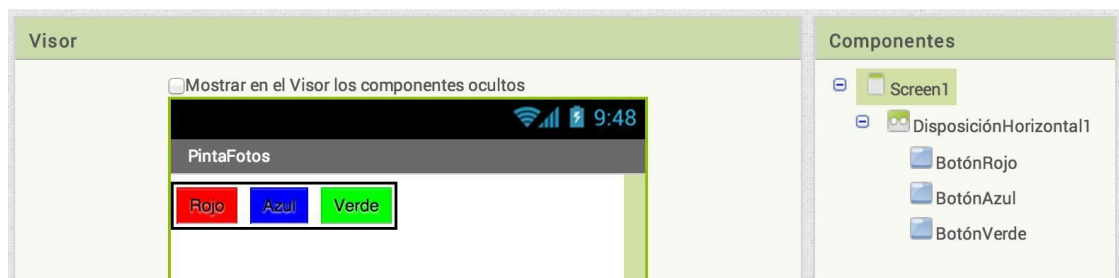 Visor
Mostrar en el Visor los componentes ocultos
9:48
PintaFotos
Rojo Azul Verde
Componentes
Screen1
DisposiciónHorizontal1
BotónRojo
BotónAzul
BotónVerde